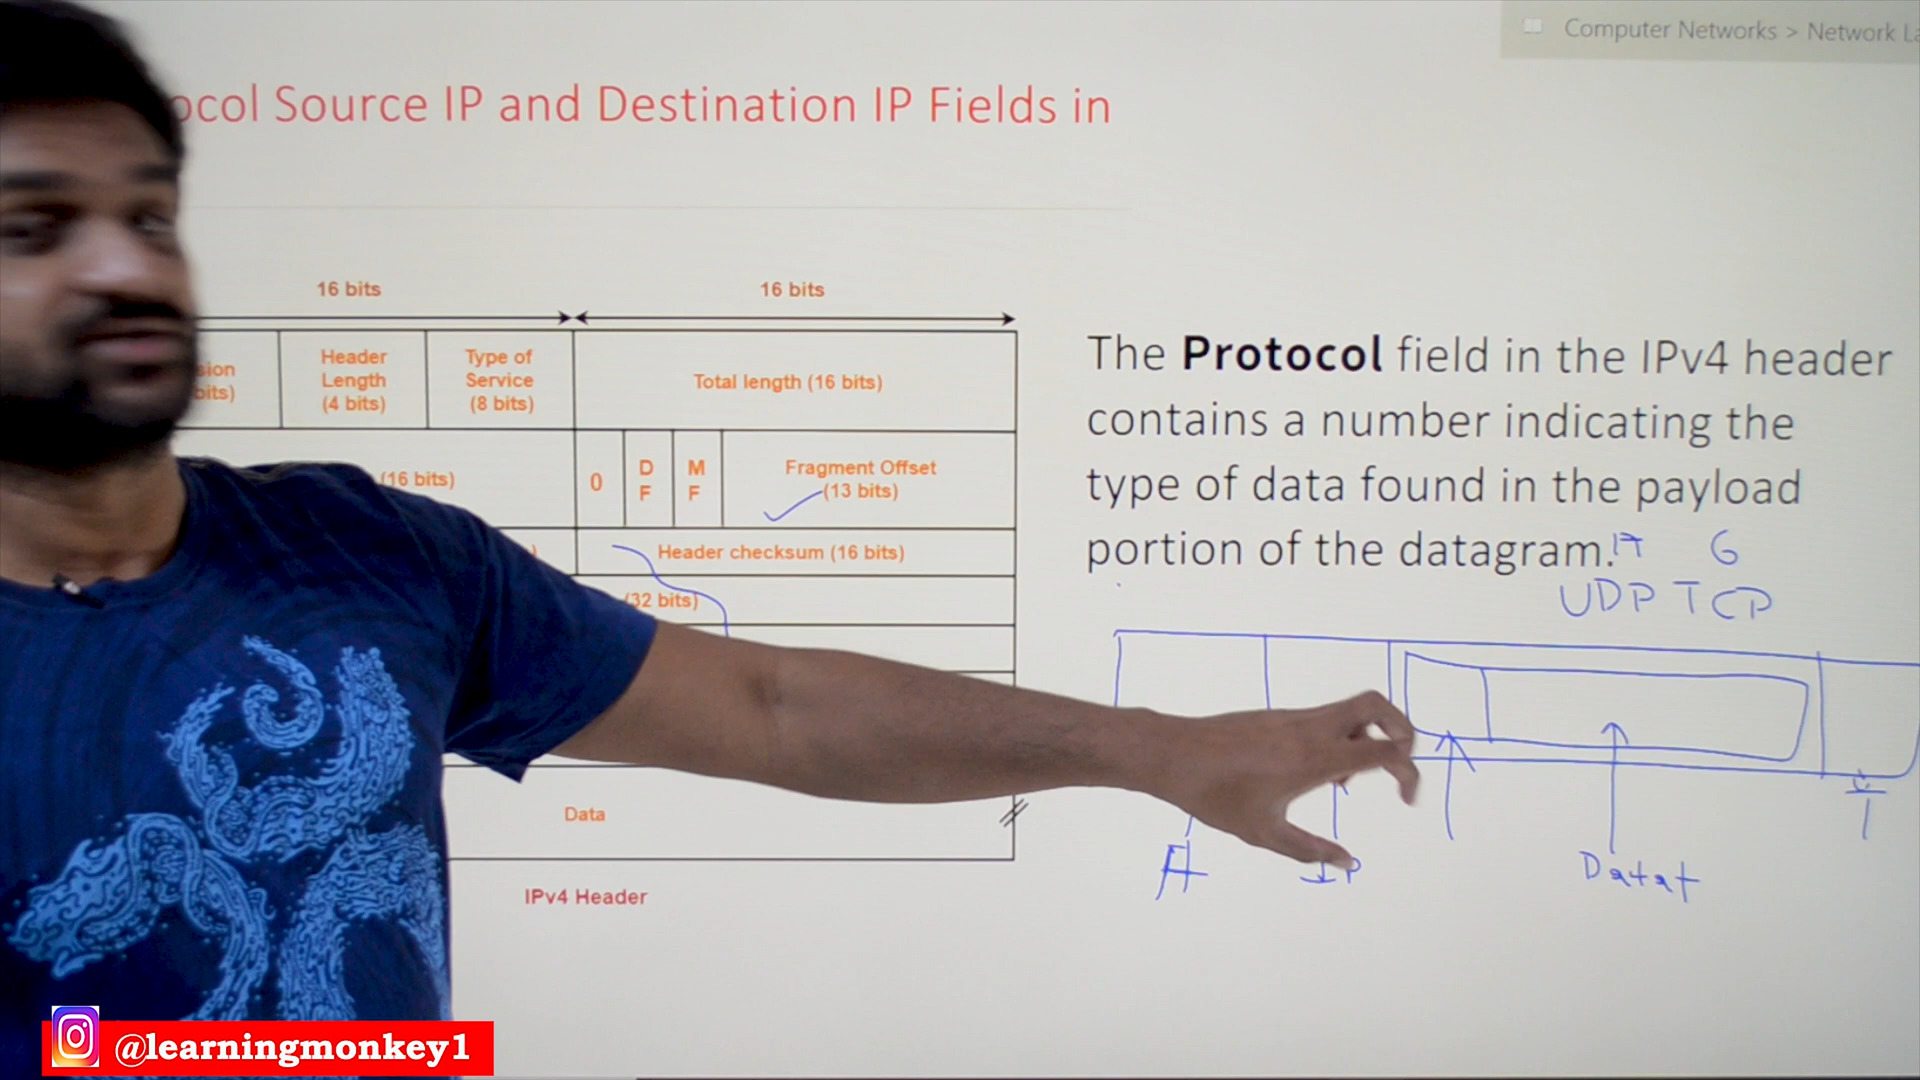 Computer Networks > Network La
ocol Source IP and Destination IP Fields in
16 bits
16 bits
sion
bits)
Header
Length
(4 bits)
Type of
Service
(8 bits)
Total length (16 bits)
(16 bits)
0
D
F
M
F
Fragment Offset
(13 bits)
)
Header checksum (16 bits)
(32 bits)
Data
IPv4 Header
The Protocol field in the IPv4 header
contains a number indicating the
type of data found in the payload
portion of the datagram.
17 6
UDP TCP
IP
Datat
T
@learningmonkey1